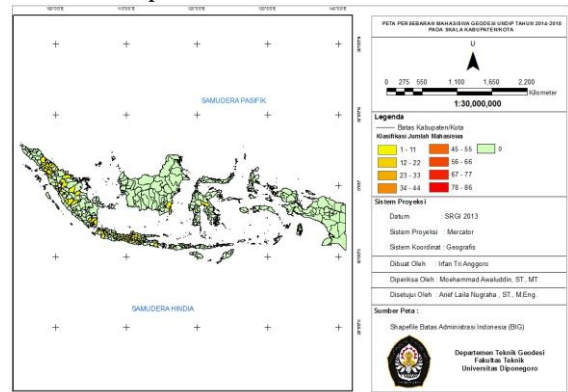 PETA PERSEBARAN MAHASISWA GEODESI UNDIP TAHUN 2014-2018
PADA SKALA KABUPATEN/KOTA
U
0 275 550 1,100 1,650 2,200
Kilometer
1:30,000,000
Legenda
Batas Kabupaten/Kota
Klasifikasi Jumlah Mahasiswa
1 - 11 45 - 55 0
12 - 22 56 - 66
23 - 33 67 - 77
34 - 44 78 - 86
Sistem Proyeksi
Datum : SRGI 2013
Sistem Proyeksi : Mercator
Sistem Koordinat : Geografis
Dibuat Oleh : Irfan Tri Anggoro
Diperiksa Oleh : Moehammad Awaluddin, ST., MT
Disetujui Oleh : Arief Laila Nugraha , ST., M.Eng.
Sumber Peta :
Shapefile Batas Administrasi Indonesia (BIG)
Departemen Teknik Geodesi
Fakultas Teknik
Universitas Diponegoro
SAMUDERA PASIFIK
SAMUDERA HINDIA